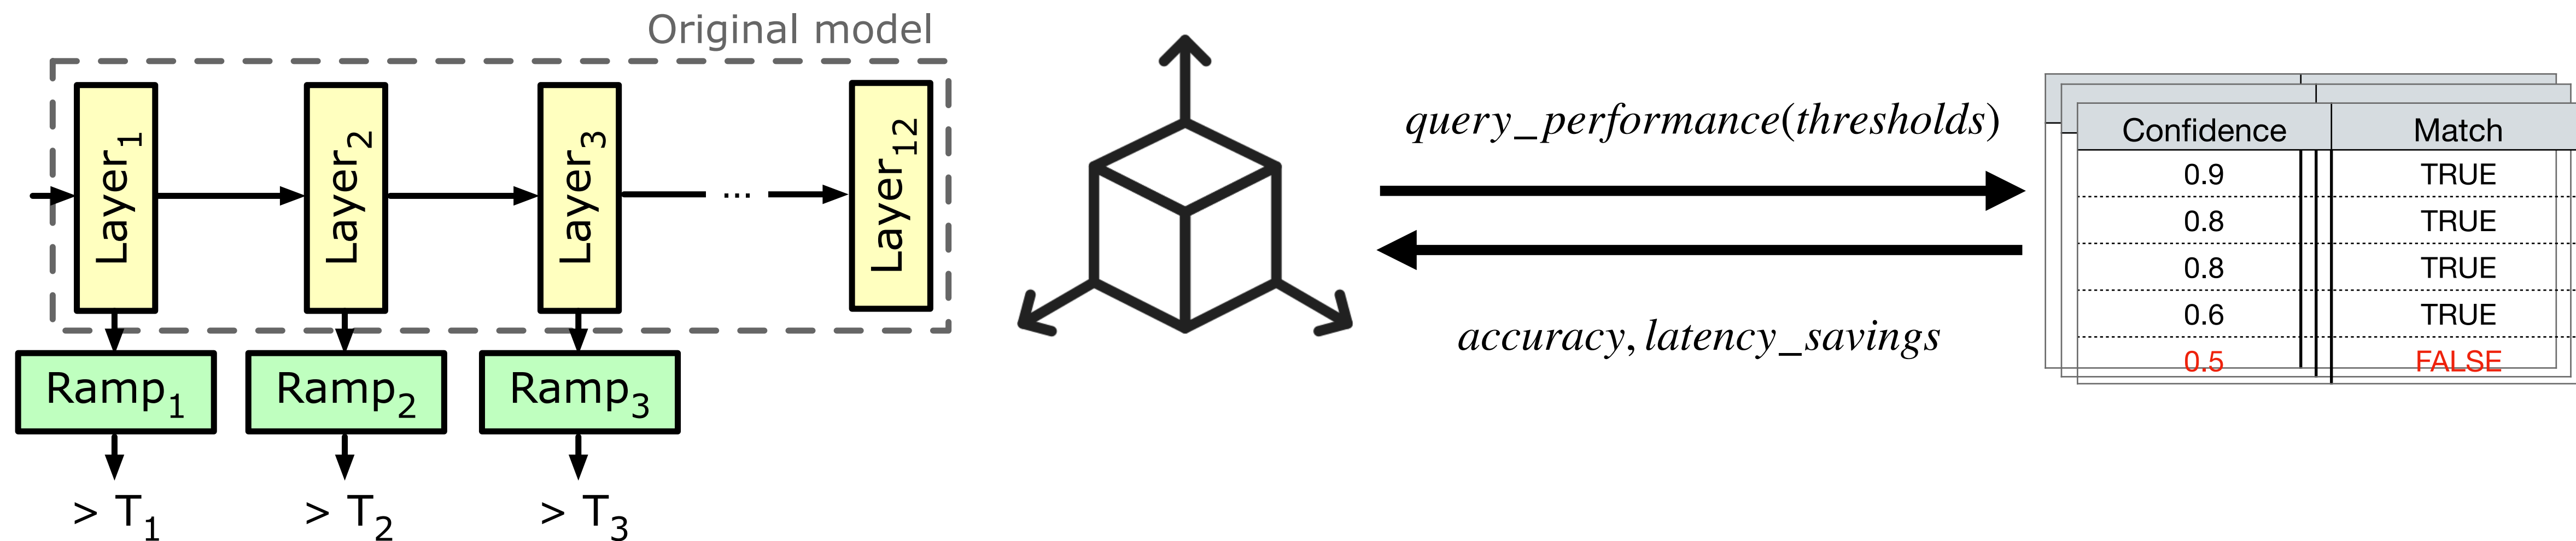 Original model
Layer1
Layer2
Layer3
...
Layer12
Ramp1
Ramp2
Ramp3
> T1
> T2
> T3
query_performance(thresholds)
accuracy, latency_savings
Confidence Match
0.9 TRUE
0.8 TRUE
0.8 TRUE
0.6 TRUE
0.5 FALSE